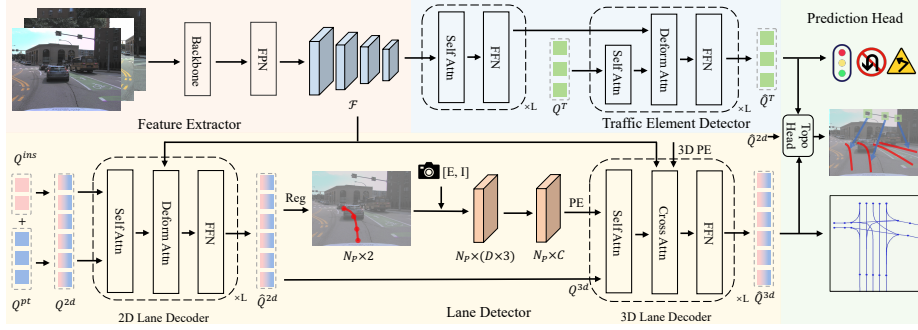 Prediction Head
Backbone
FPN
Self Attn
FFN
Self Attn
Deform Attn
FFN
ℱ
×L
Q^T
×L
Q̂^T
Feature Extractor
Traffic Element Detector
Q̂^{2d}
Topo Head
3D PE
Q^{ins}
+
Self Attn
Deform Attn
FFN
Reg
[E, I]
PE
Self Attn
Cross Attn
FFN
N_P×2
N_P×(D×3)
N_P×C
Q^{pt}
Q^{2d}
×L
Q̂^{2d}
Q^{3d}
×L
Q̂^{3d}
2D Lane Decoder
Lane Detector
3D Lane Decoder